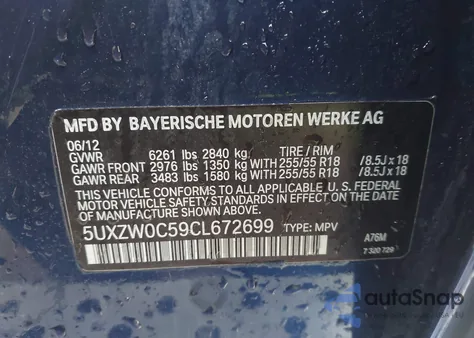 MFD BY BAYERISCHE MOTOREN WERKE AG
06/12 TIRE / RIM
GVWR 6261 lbs 2840 kg
GAWR FRONT 2976 lbs 1350 kg WITH 255/55 R18 /8.5J x 18
GAWR REAR 3483 lbs 1580 kg WITH 255/55 R18 /8.5J x 18
THIS VEHICLE CONFORMS TO ALL APPLICABLE U.S. FEDERAL
MOTOR VEHICLE SAFETY STANDARDS IN EFFECT ON THE DATE OF
MANUFACTURE SHOWN ABOVE.
5UXZW0C59CL672699 TYPE: MPV A76M
7 320 729
autoSnap